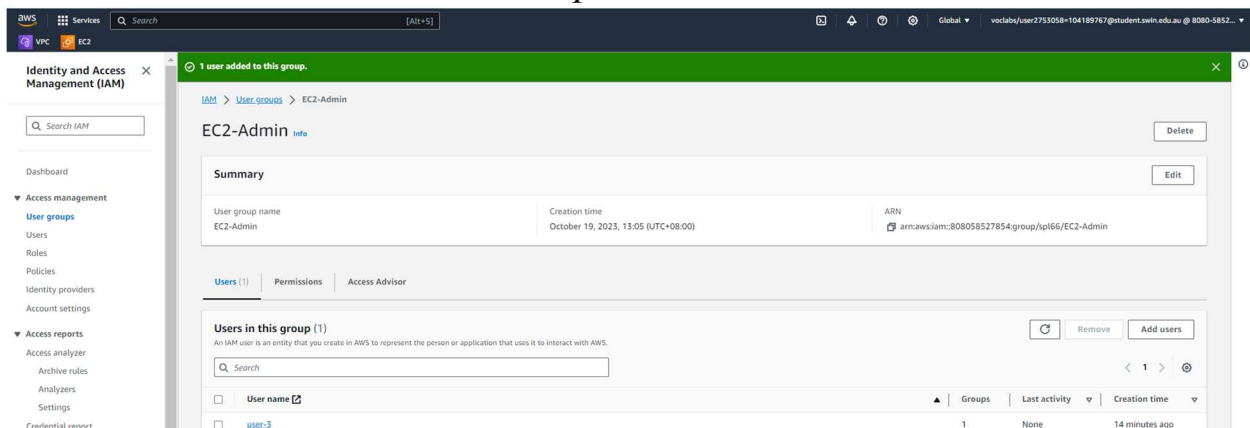 aws Services Search [Alt+S] Global voclabs/user2753058=104189767@student.swin.edu.au @ 8080-5852...
VPC EC2
Identity and Access Management (IAM)
Search IAM
Dashboard
Access management
User groups
Users
Roles
Policies
Identity providers
Account settings
Access reports
Access analyzer
Archive rules
Analyzers
Settings
Credential report
1 user added to this group.
IAM > User groups > EC2-Admin
EC2-Admin Info
Delete
Summary
Edit
User group name
EC2-Admin
Creation time
October 19, 2023, 13:05 (UTC+08:00)
ARN
arn:aws:iam::808058527854:group/spl66/EC2-Admin
Users (1) Permissions Access Advisor
Users in this group (1)
An IAM user is an entity that you create in AWS to represent the person or application that uses it to interact with AWS.
Remove Add users
Search
1
User name Groups Last activity Creation time
user-3 1 None 14 minutes ago